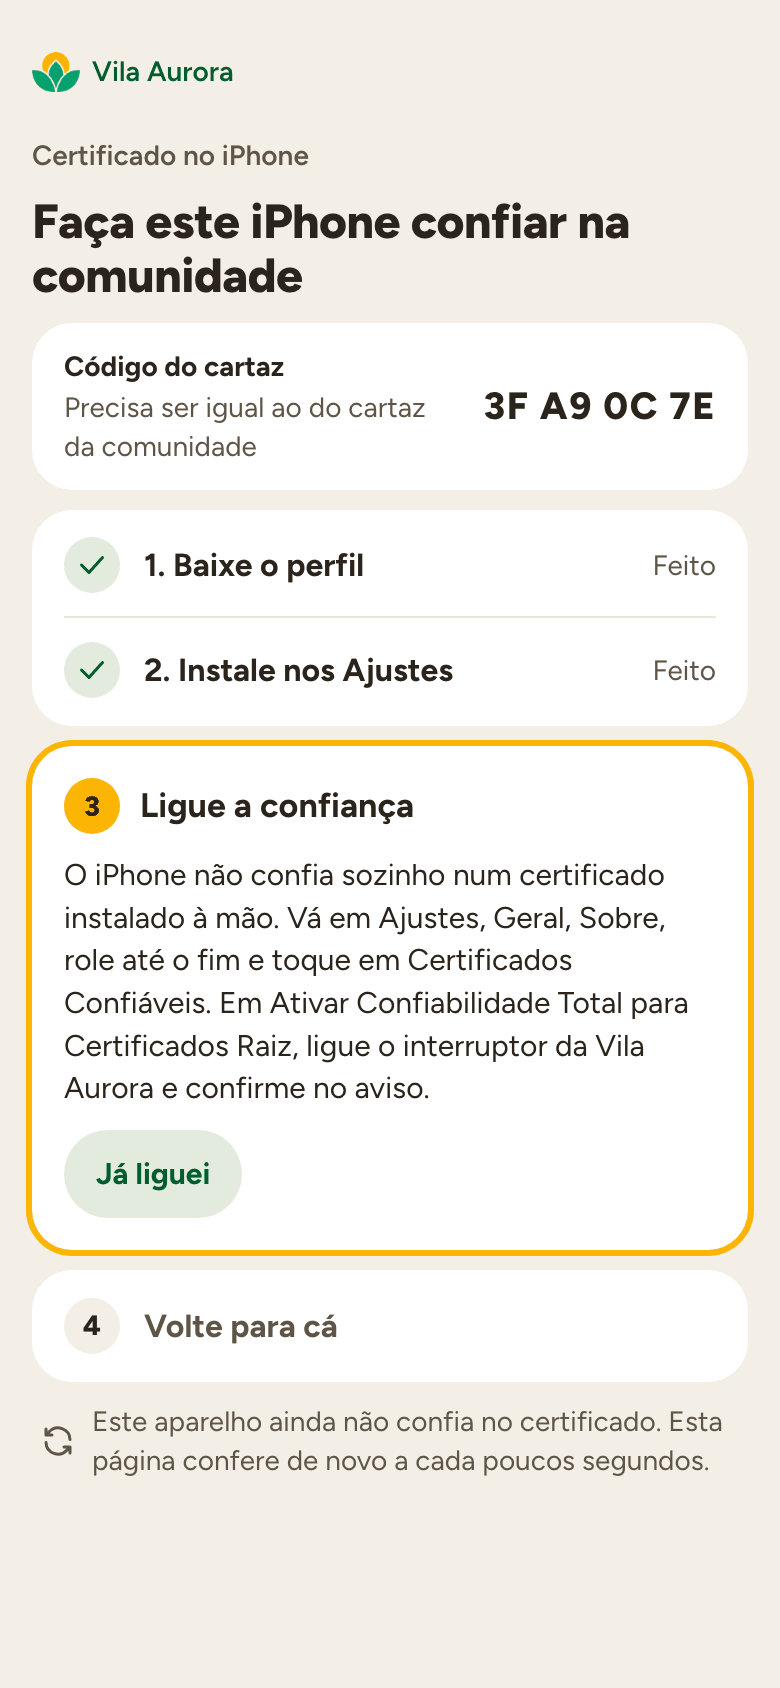 Vila Aurora
Certificado no iPhone
Faça este iPhone confiar na
comunidade
Código do cartaz
Precisa ser igual ao do cartaz
da comunidade
3F A9 0C 7E
1. Baixe o perfil
Feito
2. Instale nos Ajustes
Feito
3
Ligue a confiança
O iPhone não confia sozinho num certificado
instalado à mão. Vá em Ajustes, Geral, Sobre,
role até o fim e toque em Certificados
Confiáveis. Em Ativar Confiabilidade Total para
Certificados Raiz, ligue o interruptor da Vila
Aurora e confirme no aviso.
Já liguei
4
Volte para cá
Este aparelho ainda não confia no certificado. Esta
página confere de novo a cada poucos segundos.